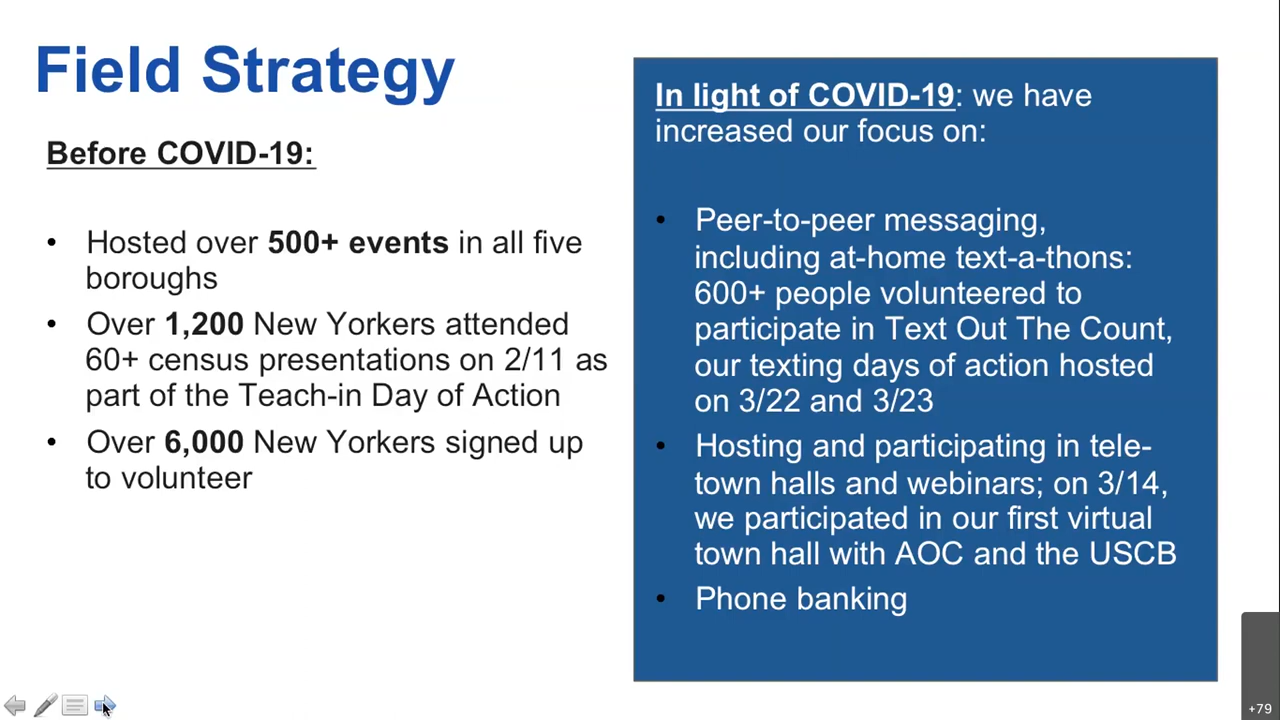 Field Strategy
Before COVID-19:
• Hosted over 500+ events in all five
boroughs
• Over 1,200 New Yorkers attended
60+ census presentations on 2/11 as
part of the Teach-in Day of Action
• Over 6,000 New Yorkers signed up
to volunteer
In light of COVID-19: we have
increased our focus on:
• Peer-to-peer messaging,
including at-home text-a-thons:
600+ people volunteered to
participate in Text Out The Count,
our texting days of action hosted
on 3/22 and 3/23
• Hosting and participating in tele-
town halls and webinars; on 3/14,
we participated in our first virtual
town hall with AOC and the USCB
• Phone banking
+79